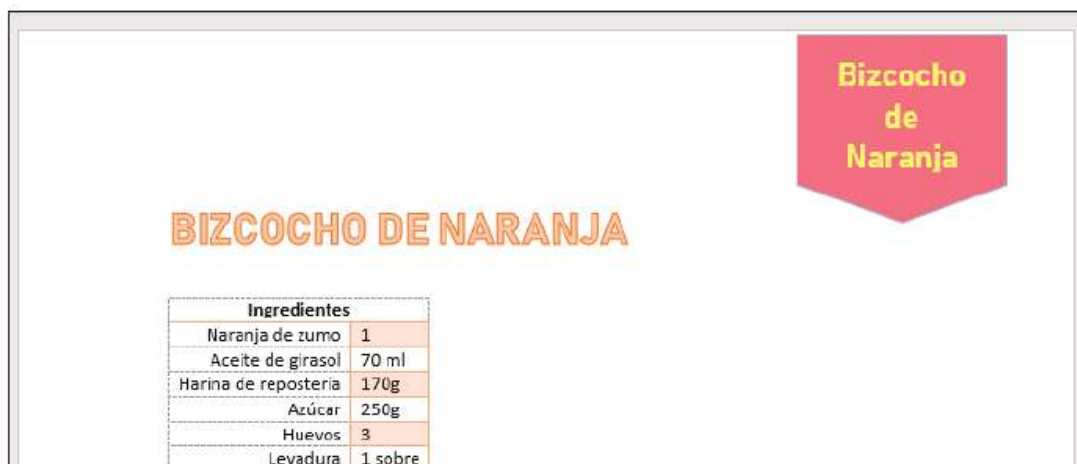 Bizcocho
de
Naranja
BIZCOCHO DE NARANJA
Ingredientes
Naranja de zumo 1
Aceite de girasol 70 ml
Harina de reposteria 170g
Azúcar 250g
Huevos 3
Levadura 1 sobre